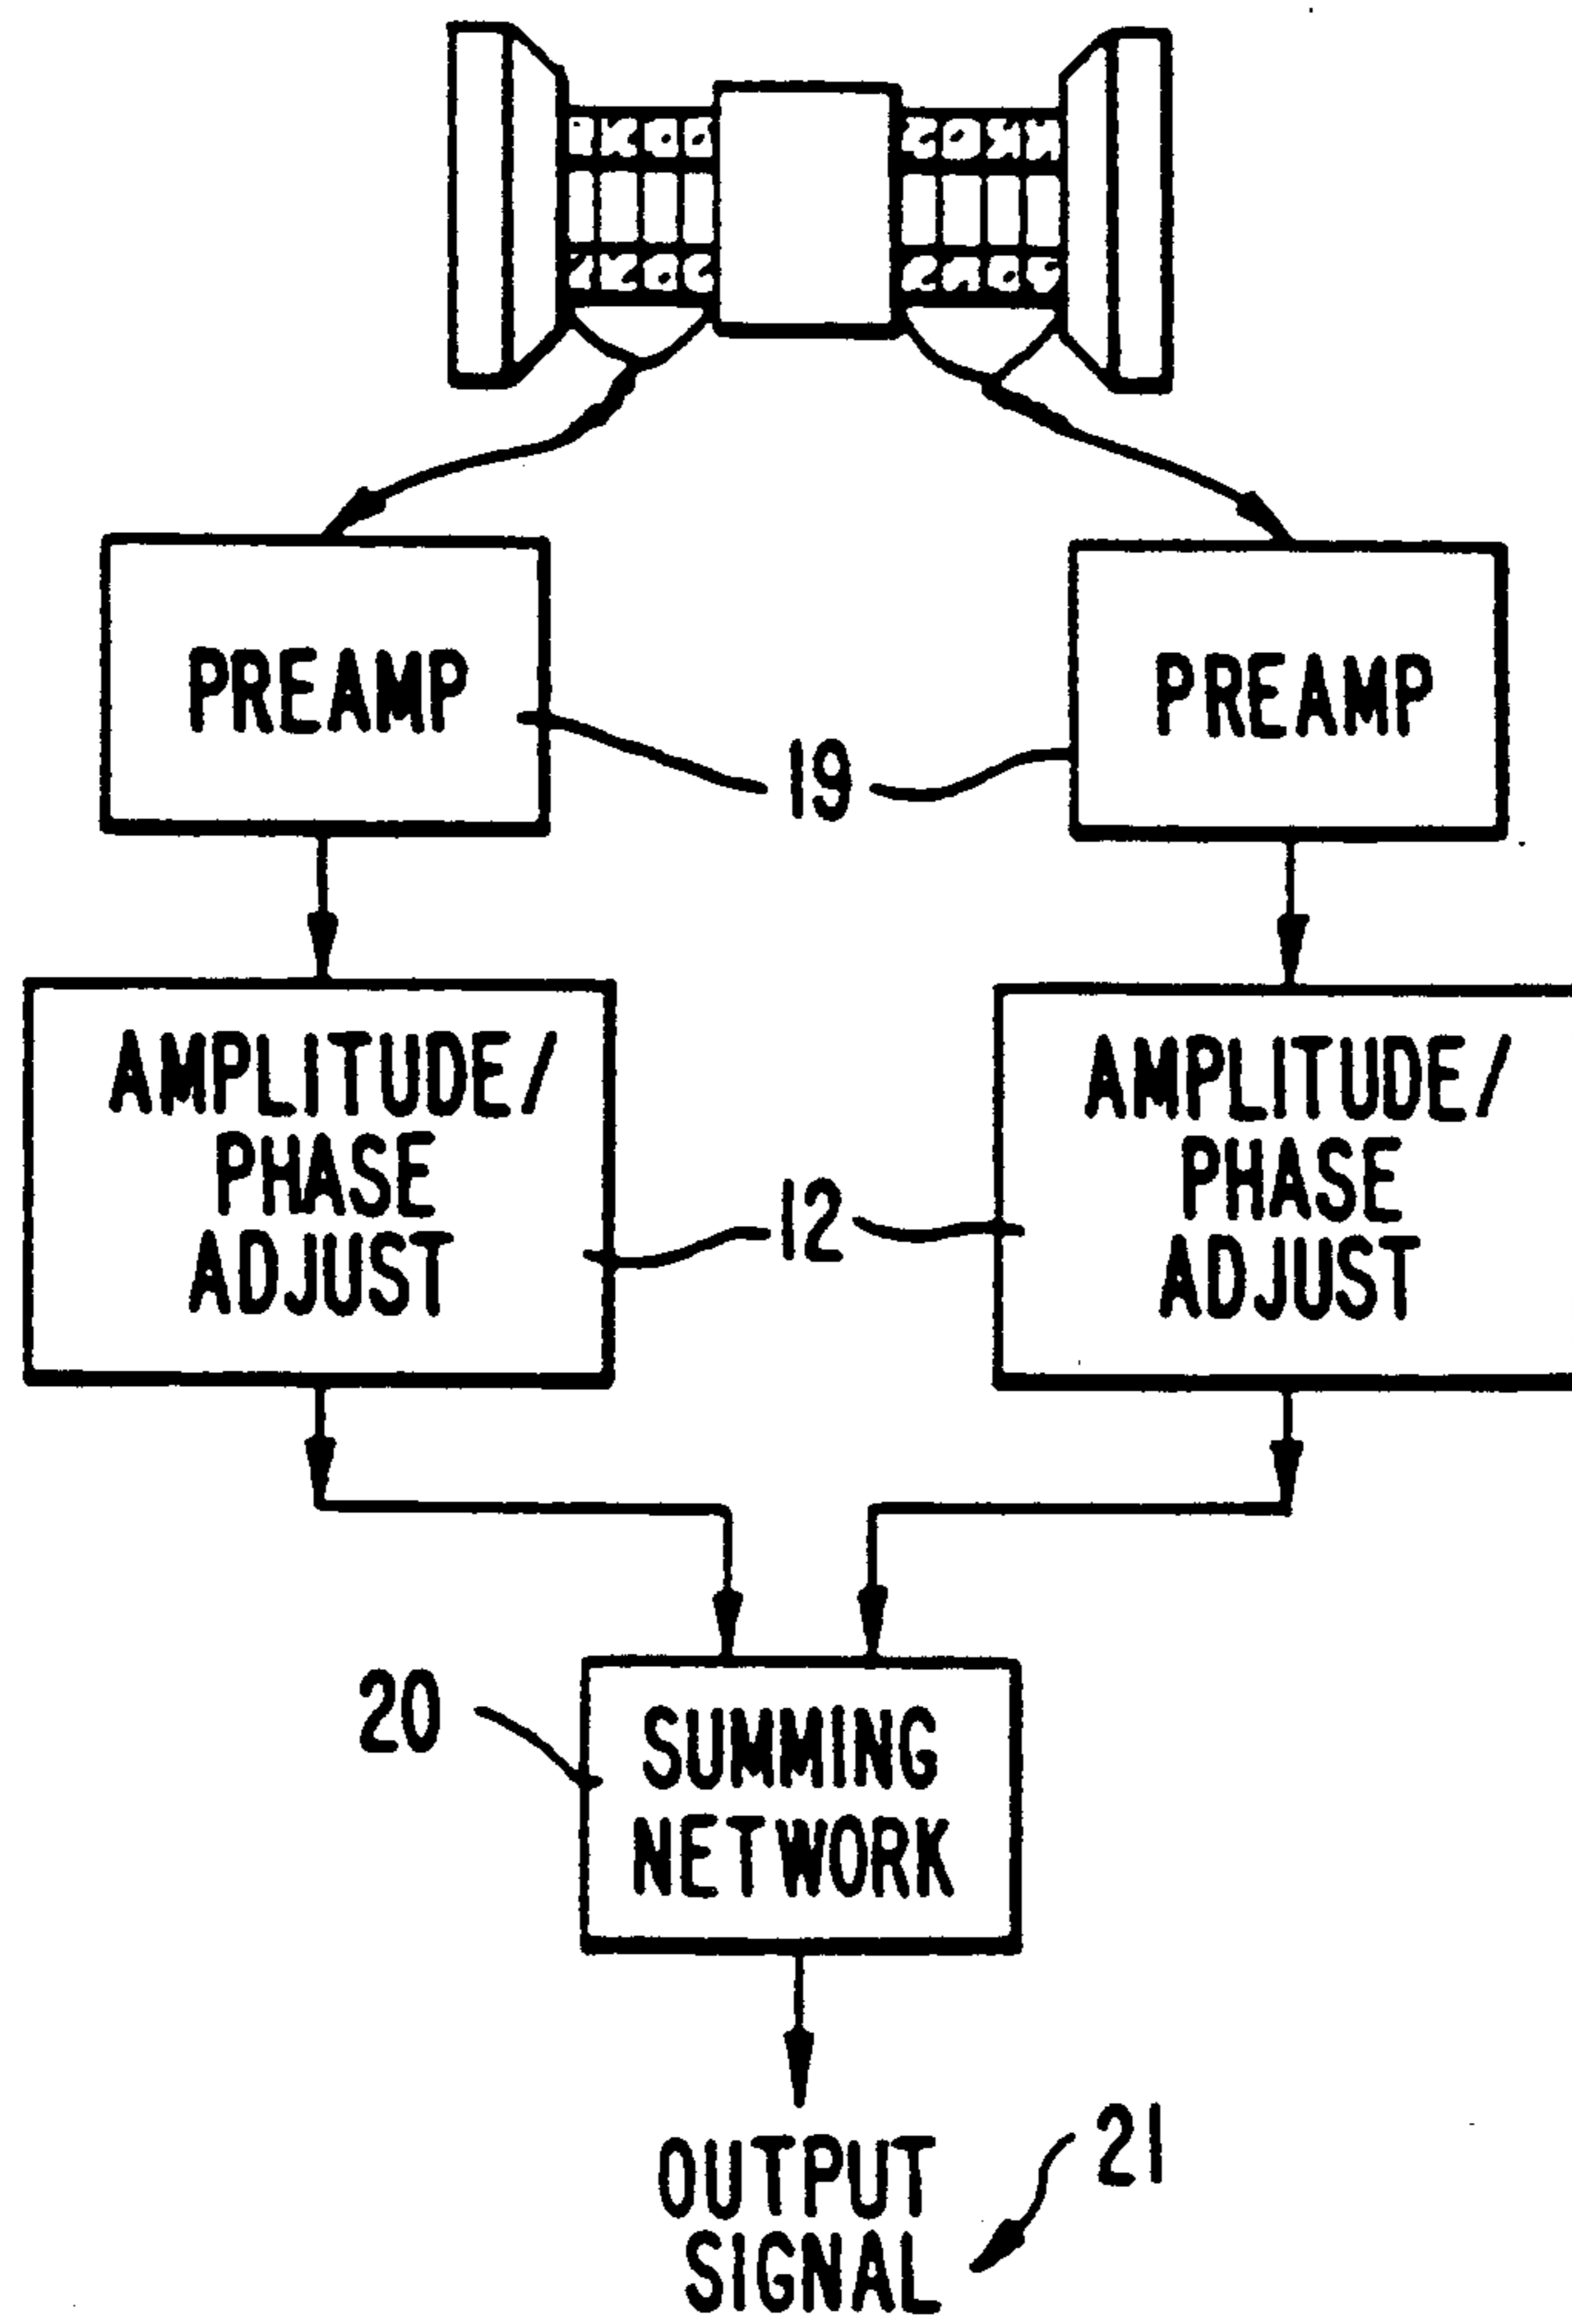 PREAMP
PREAMP
19
AMPLITUDE/
PHASE
ADJUST
AMPLITUDE/
PHASE
ADJUST
12
20
SUMMING
NETWORK
OUTPUT
SIGNAL
21